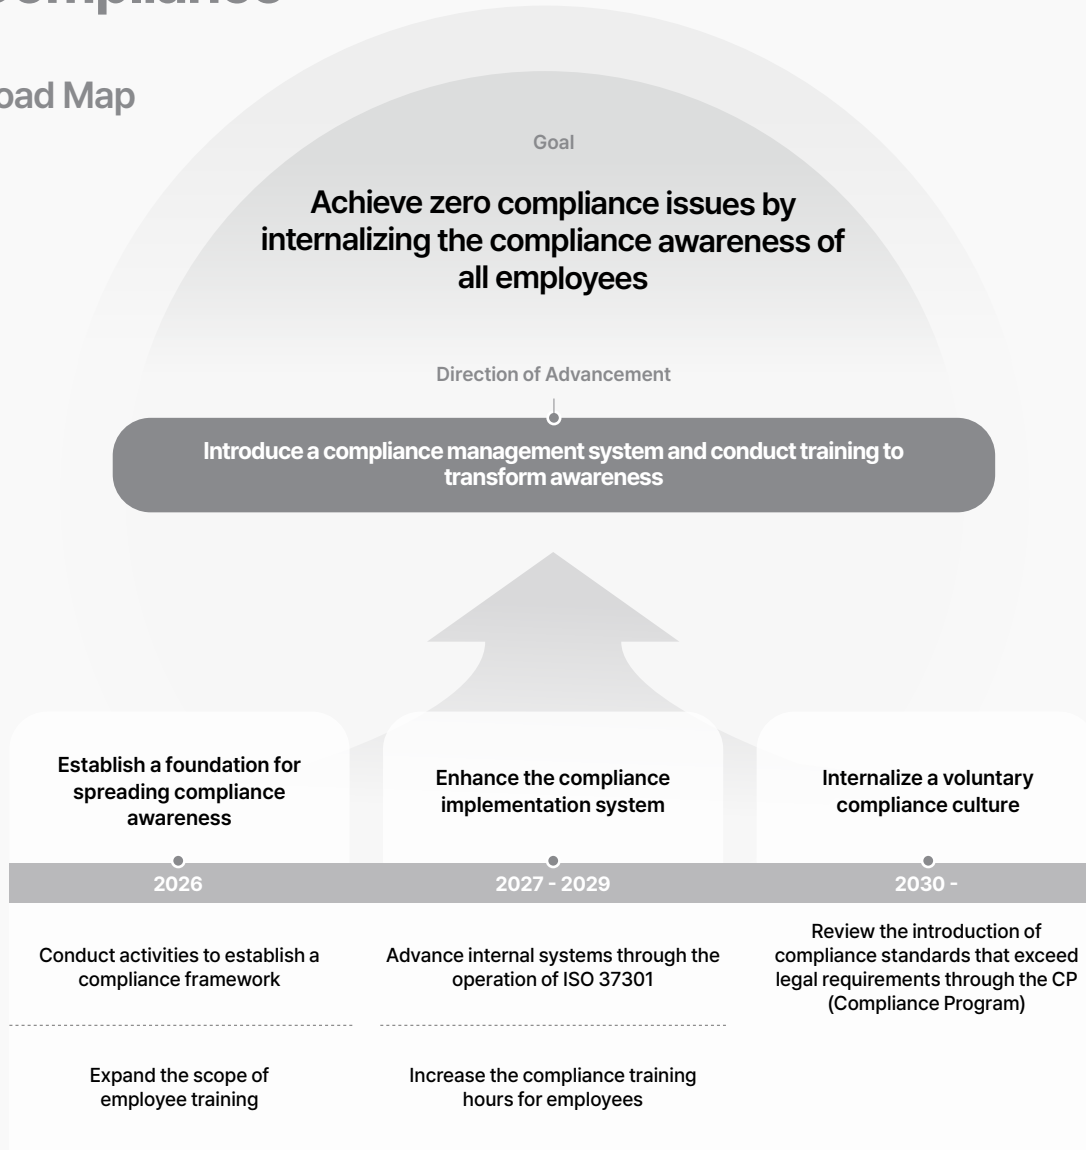 Road Map
Goal
Achieve zero compliance issues by
internalizing the compliance awareness of
all employees
Direction of Advancement
Introduce a compliance management system and conduct training to
transform awareness
Establish a foundation for
spreading compliance
awareness
Enhance the compliance
implementation system
Internalize a voluntary
compliance culture
2026
2027 - 2029
2030 -
Conduct activities to establish a
compliance framework
Advance internal systems through the
operation of ISO 37301
Review the introduction of
compliance standards that exceed
legal requirements through the CP
(Compliance Program)
Expand the scope of
employee training
Increase the compliance training
hours for employees